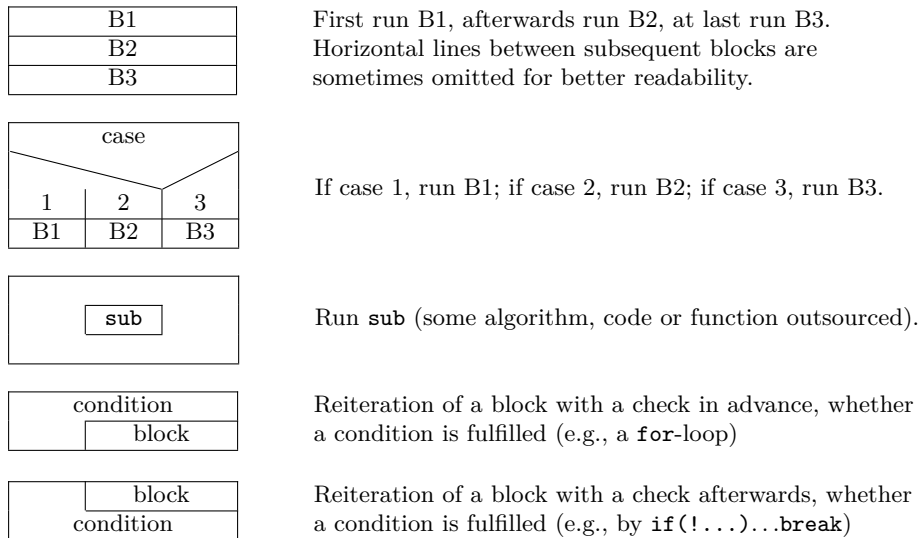 B1
B2
B3
First run B1, afterwards run B2, at last run B3.
Horizontal lines between subsequent blocks are
sometimes omitted for better readability.
case
1 2 3
B1 B2 B3
If case 1, run B1; if case 2, run B2; if case 3, run B3.
sub
Run sub (some algorithm, code or function outsourced).
condition
block
Reiteration of a block with a check in advance, whether
a condition is fulfilled (e.g., a for-loop)
block
condition
Reiteration of a block with a check afterwards, whether
a condition is fulfilled (e.g., by if(!...)...break)